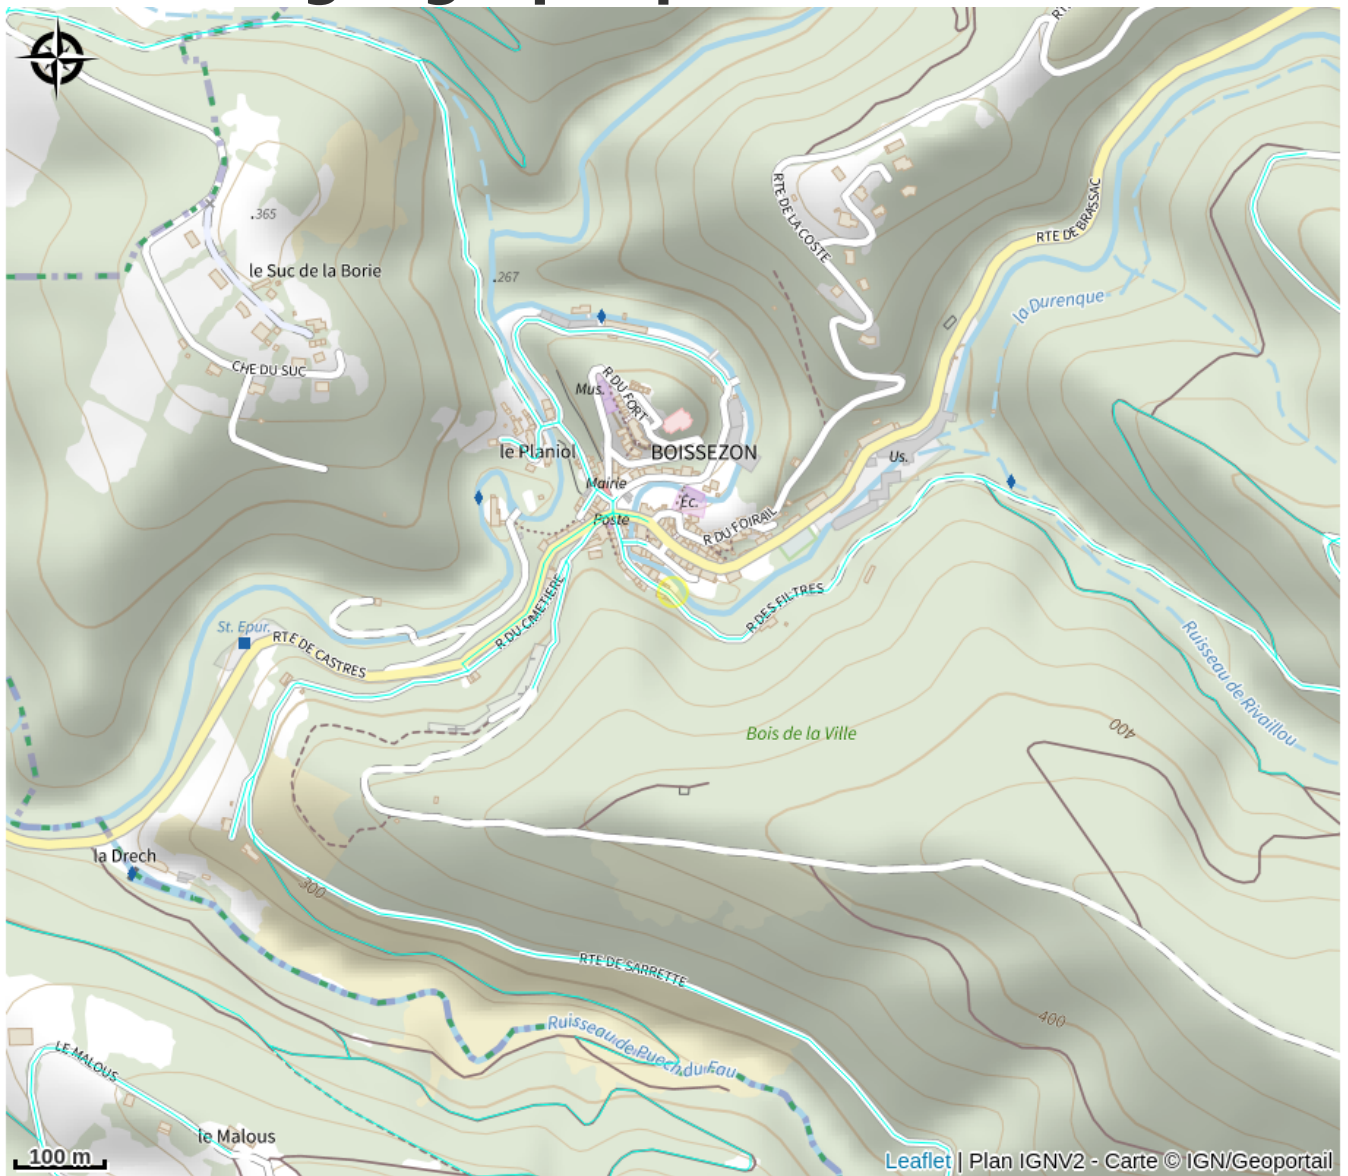 RTE DE LA COSTE
RTE DE BRASSAC
.365
le Suc de la Borie
.267
la Durenque
CHE DU SUC
Mus.
R DU FORT
le Planiol
BOISSEZON
Us.
Mairie
Ec.
Poste
R DU FOIRAIL
R DU CIMETIERE
R DES FILTRES
St. Epur.
RTE DE CASTRES
Ruisseau de Rivaillou
Bois de la Ville
400
la Drech
300
RTE DE SARRETTE
400
Ruisseau de Puech du Fau
LE MALOUS
le Malous
100 m
Leaflet | Plan IGNV2 - Carte © IGN/Geoportail